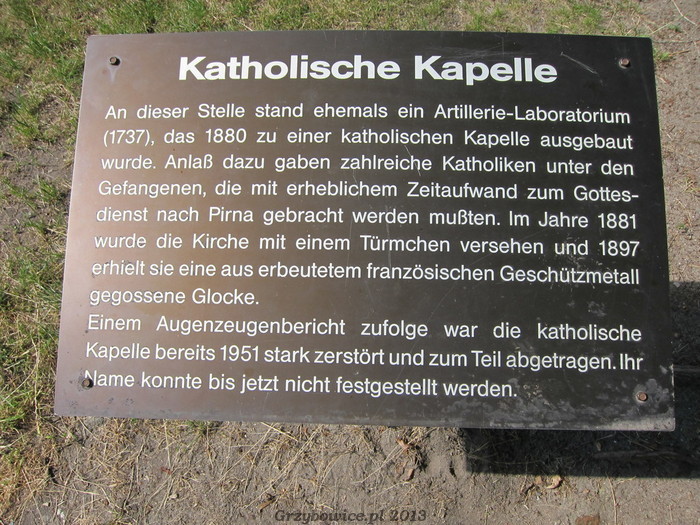 Katholische Kapelle
An dieser Stelle stand ehemals ein Artillerie-Laboratorium
(1737), das 1880 zu einer katholischen Kapelle ausgebaut
wurde. Anlaß dazu gaben zahlreiche Katholiken unter den
Gefangenen, die mit erheblichem Zeitaufwand zum Gottes-
dienst nach Pirna gebracht werden mußten. Im Jahre 1881
wurde die Kirche mit einem Türmchen versehen und 1897
erhielt sie eine aus erbeutetem französischen Geschützmetall
gegossene Glocke.
Einem Augenzeugenbericht zufolge war die katholische
Kapelle bereits 1951 stark zerstört und zum Teil abgetragen. Ihr
Name konnte bis jetzt nicht festgestellt werden.
Grzybowice.pl 2013